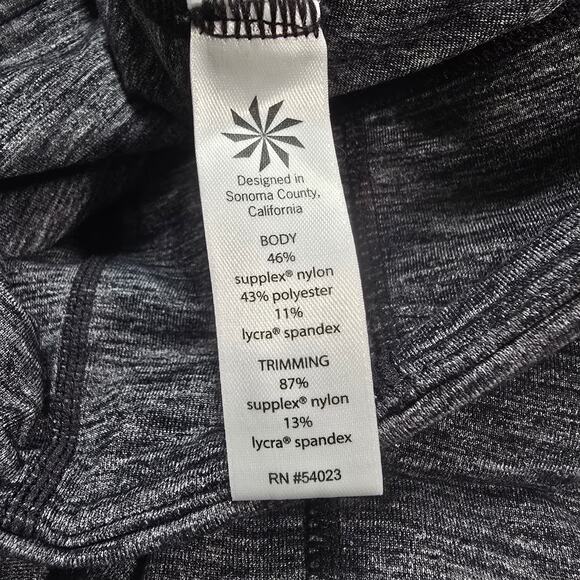 Designed in
Sonoma County,
California
BODY
46%
supplex® nylon
43% polyester
11%
lycra® spandex
TRIMMING
87%
supplex® nylon
13%
lycra® spandex
RN #54023